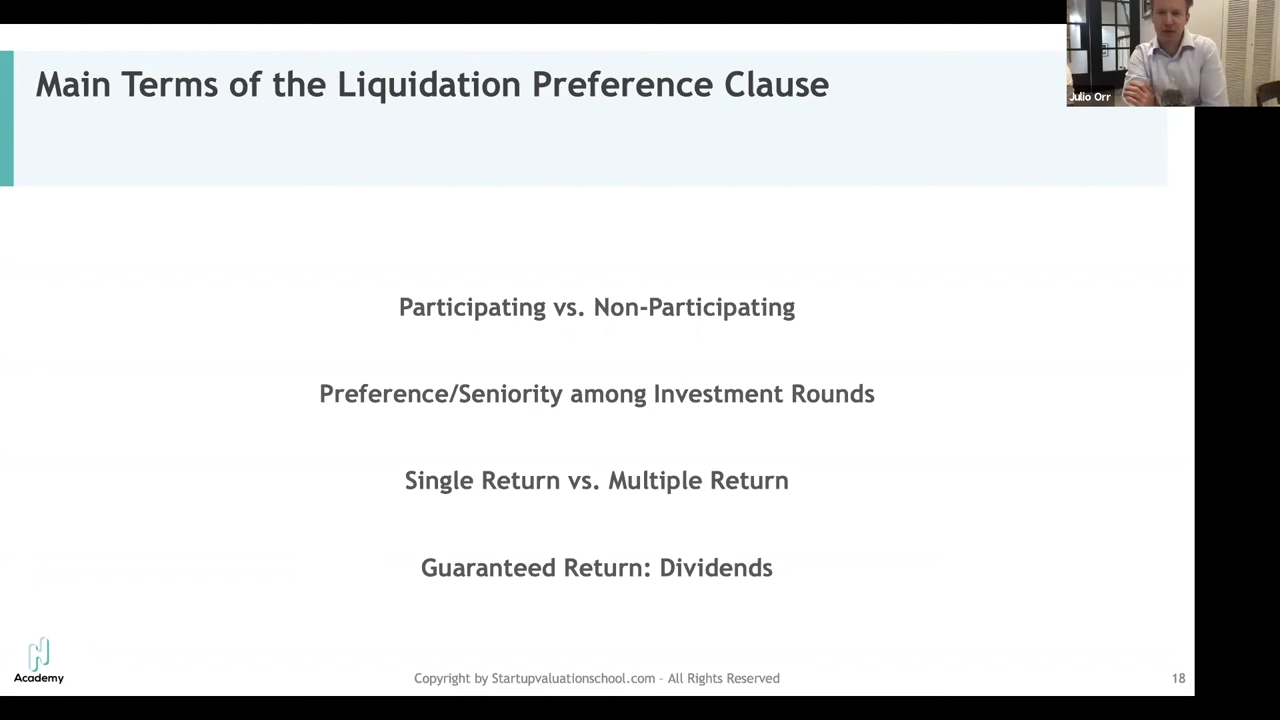 Main Terms of the Liquidation Preference Clause
Julio Orr
Participating vs. Non-Participating
Preference/Seniority among Investment Rounds
Single Return vs. Multiple Return
Guaranteed Return: Dividends
Academy
Copyright by Startupvaluationschool.com – All Rights Reserved
18